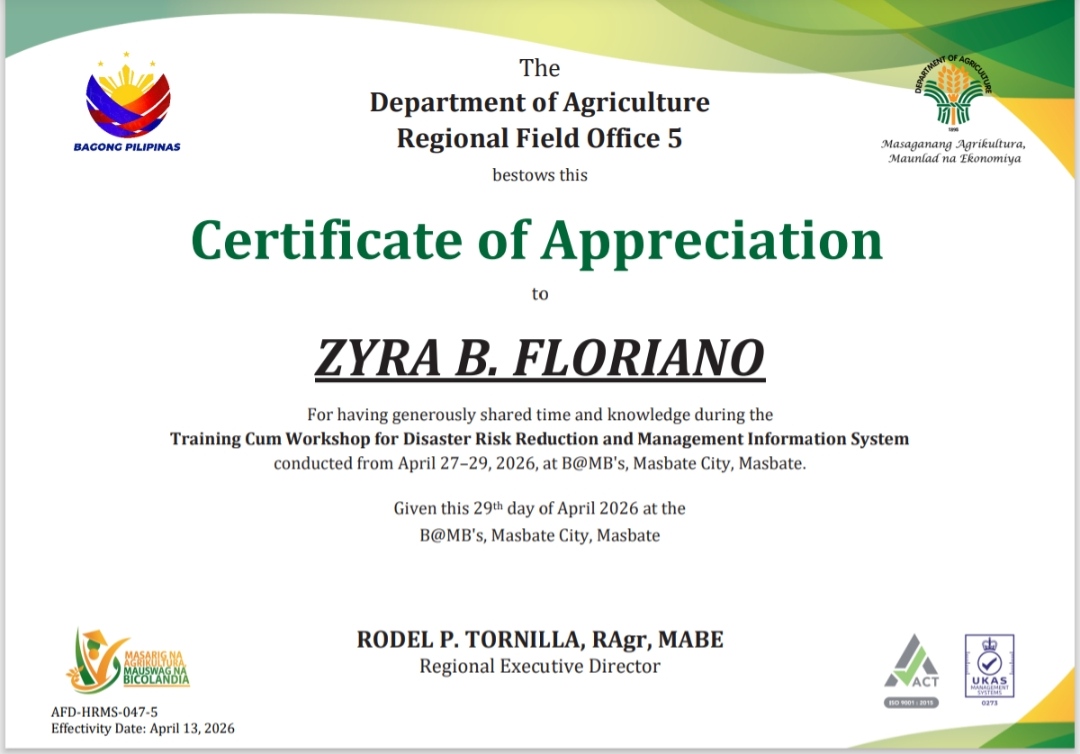 The
Department of Agriculture
Regional Field Office 5
bestows this
BAGONG PILIPINAS
DEPARTMENT OF AGRICULTURE
1898
Masaganang Agrikultura,
Maunlad na Ekonomiya
Certificate of Appreciation
to
ZYRA B. FLORIANO
For having generously shared time and knowledge during the
Training Cum Workshop for Disaster Risk Reduction and Management Information System
conducted from April 27–29, 2026, at B@MB's, Masbate City, Masbate.
Given this 29th day of April 2026 at the
B@MB's, Masbate City, Masbate
RODEL P. TORNILLA, RAgr, MABE
Regional Executive Director
MASARIG NA
AGRIKULTURA,
MAUSWAG NA
BICOLANDIA
ACT
ISO 9001 : 2015
UKAS
MANAGEMENT
SYSTEMS
0273
AFD-HRMS-047-5
Effectivity Date: April 13, 2026